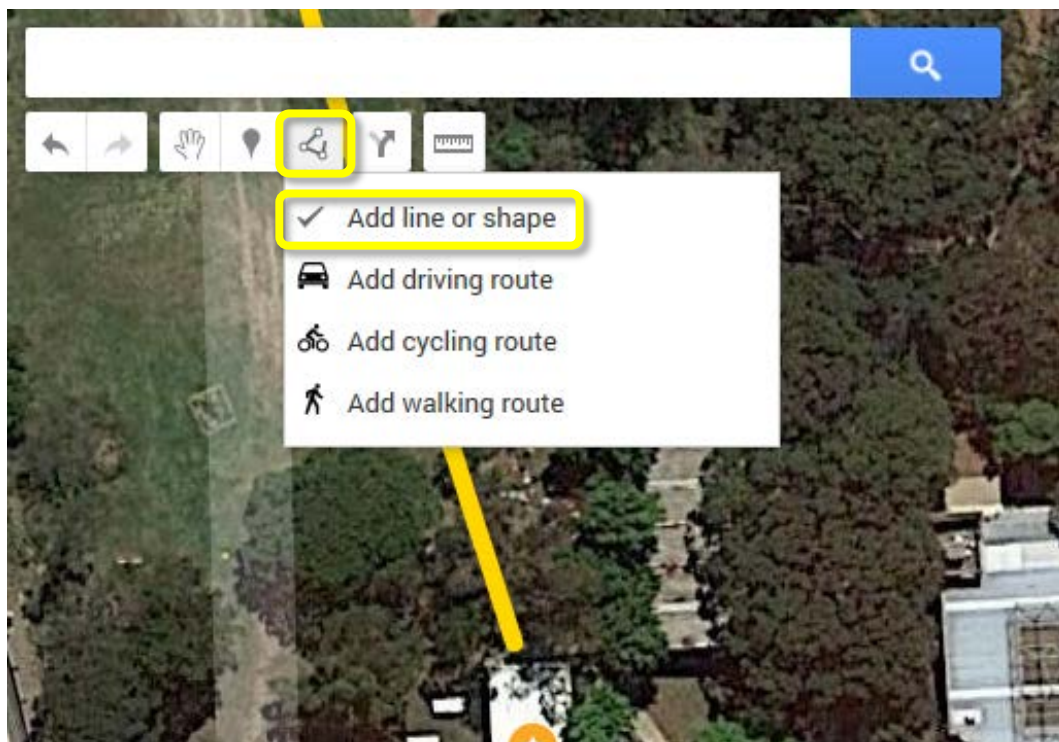 Add line or shape
Add driving route
Add cycling route
Add walking route